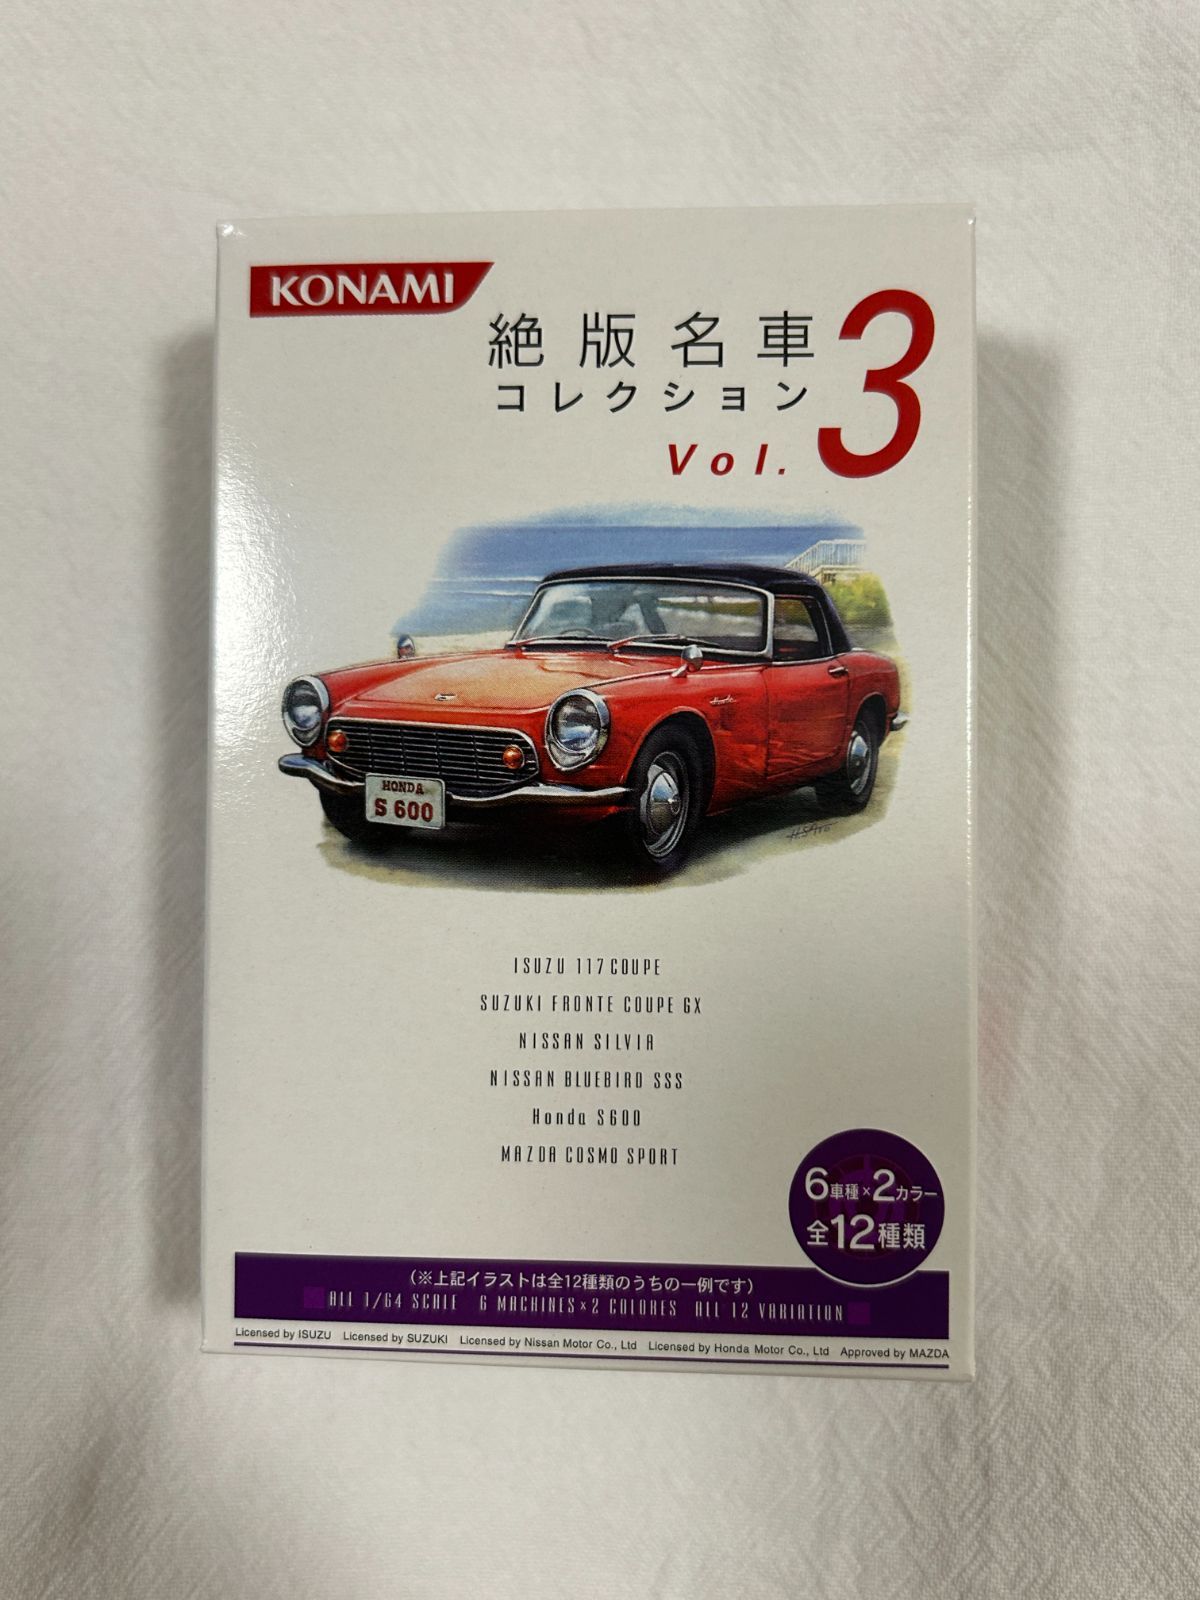 KONAMI
絶版名車
コレクション
Vol. 3
Honda
HONDA
S 600
H.SATO
ISUZU 117COUPE
SUZUKI FRONTE COUPE GX
NISSAN SILVIA
NISSAN BLUEBIRD SSS
Honda S600
MAZDA COSMO SPORT
6車種×2カラー
全12種類
(※上記イラストは全12種類のうちの一例です)
ALL 1/64 SCALE 6 MACHINES×2 COLORES ALL 12 VARIATION
Licensed by ISUZU Licensed by SUZUKI Licensed by Nissan Motor Co., Ltd Licensed by Honda Motor Co., Ltd Approved by MAZDA